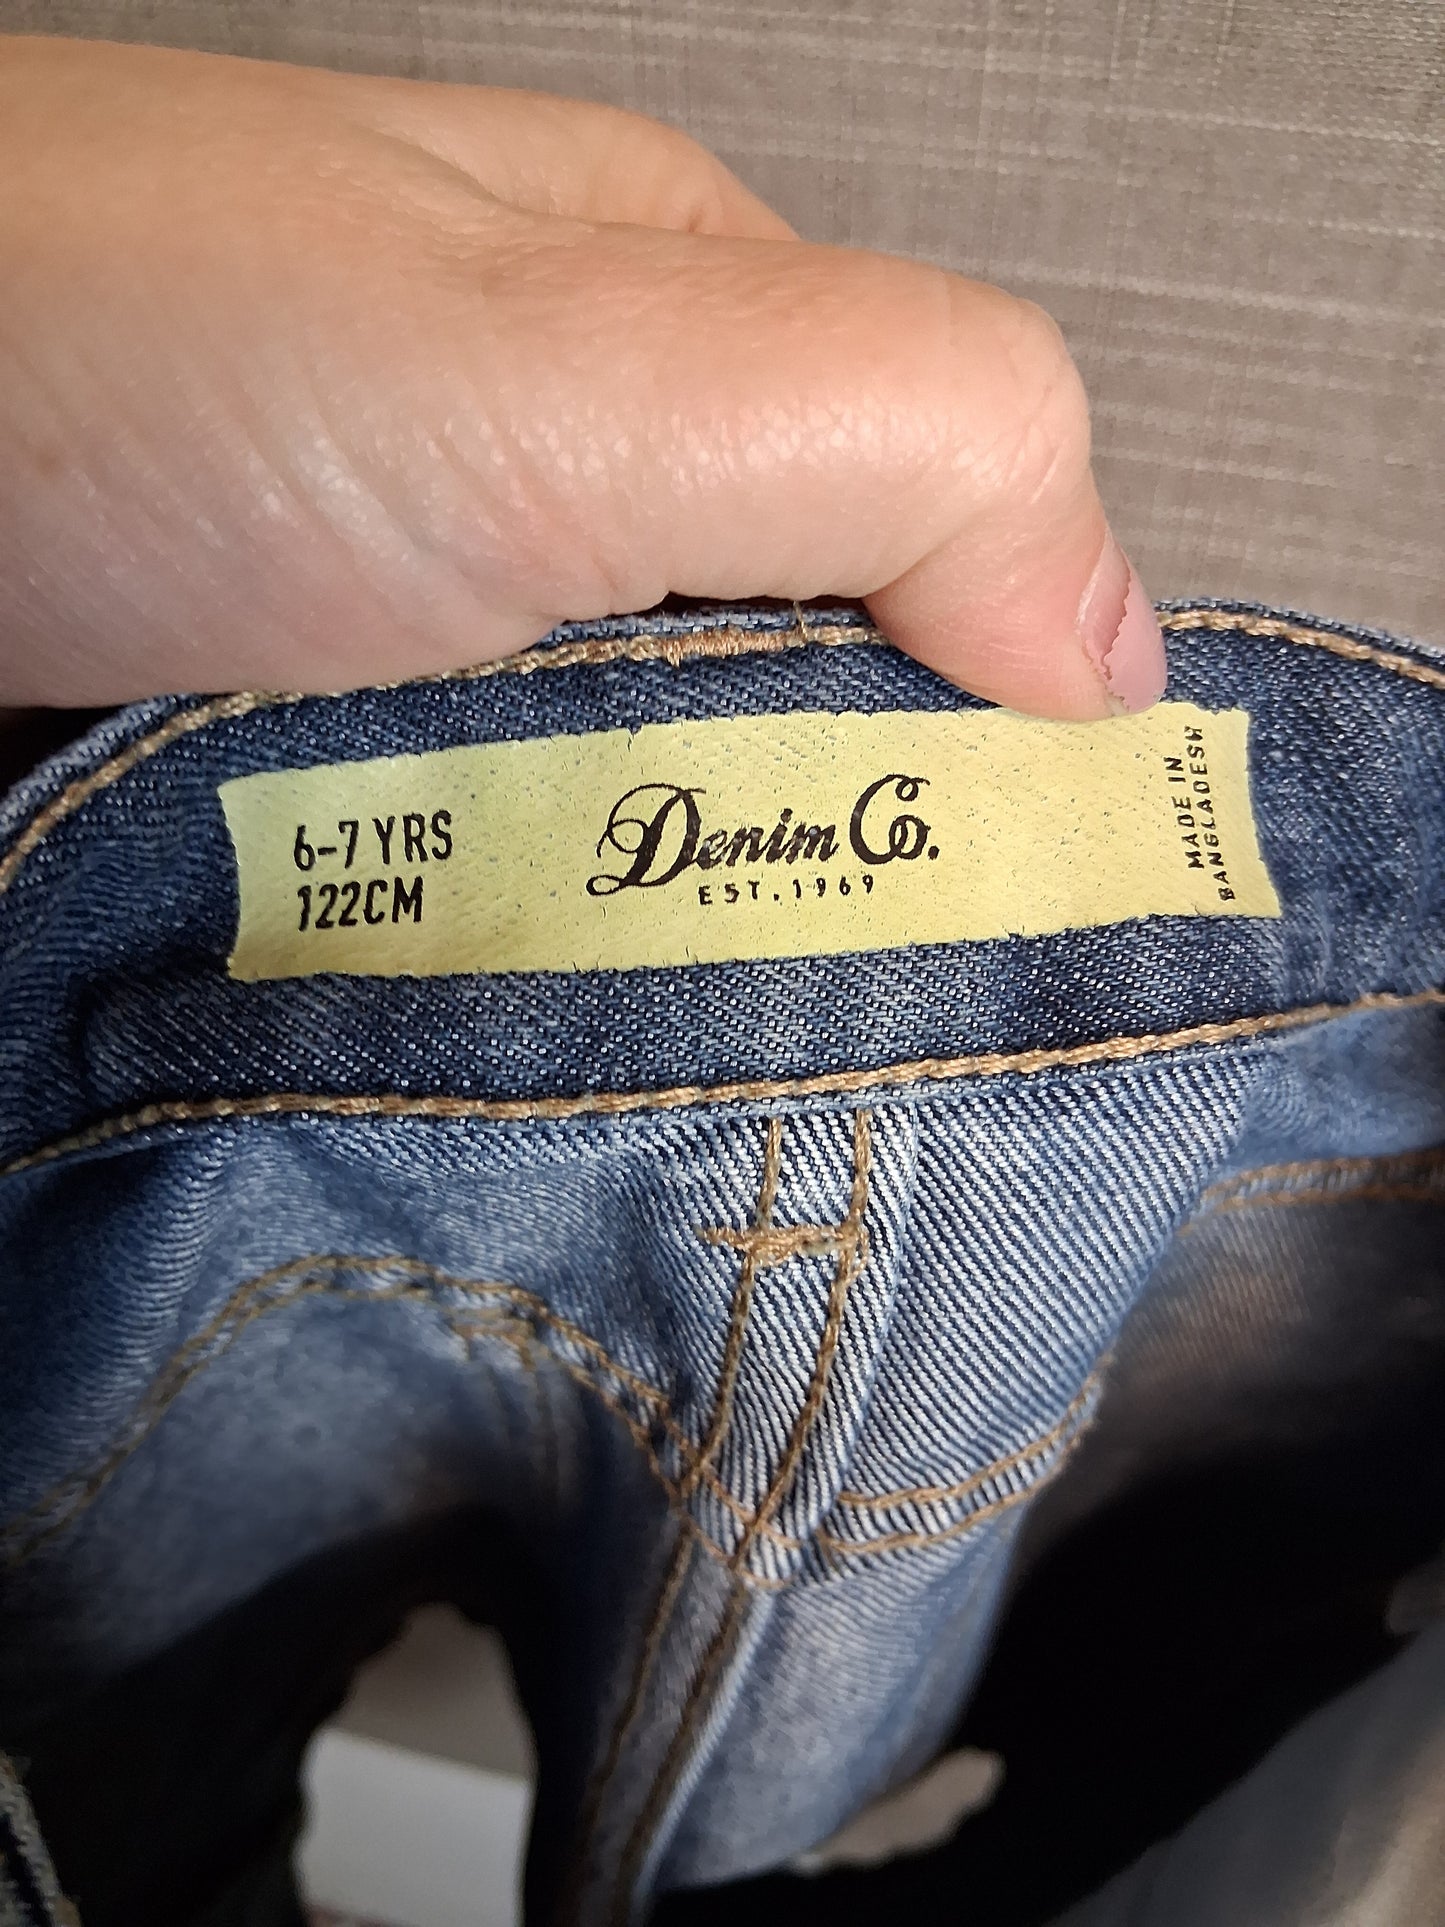 6-7 YRS
122CM
Denim Co.
EST. 1969
MADE IN
BANGLADESH